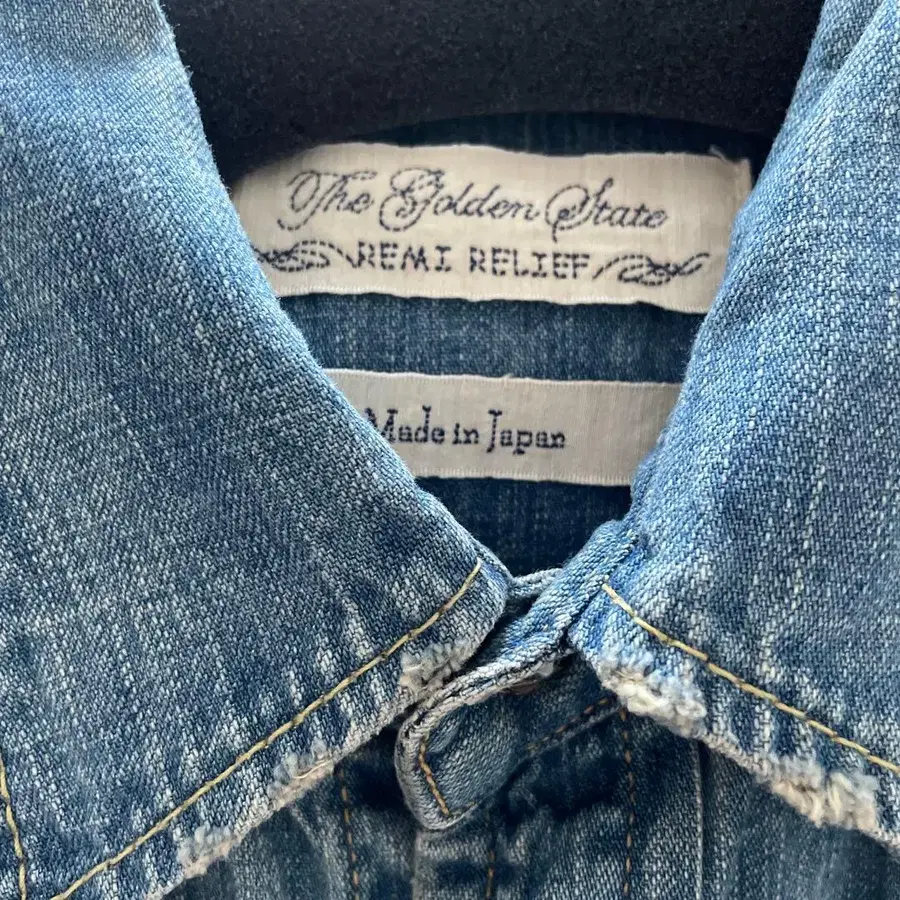 The Golden State
REMI RELIEF
Made in Japan